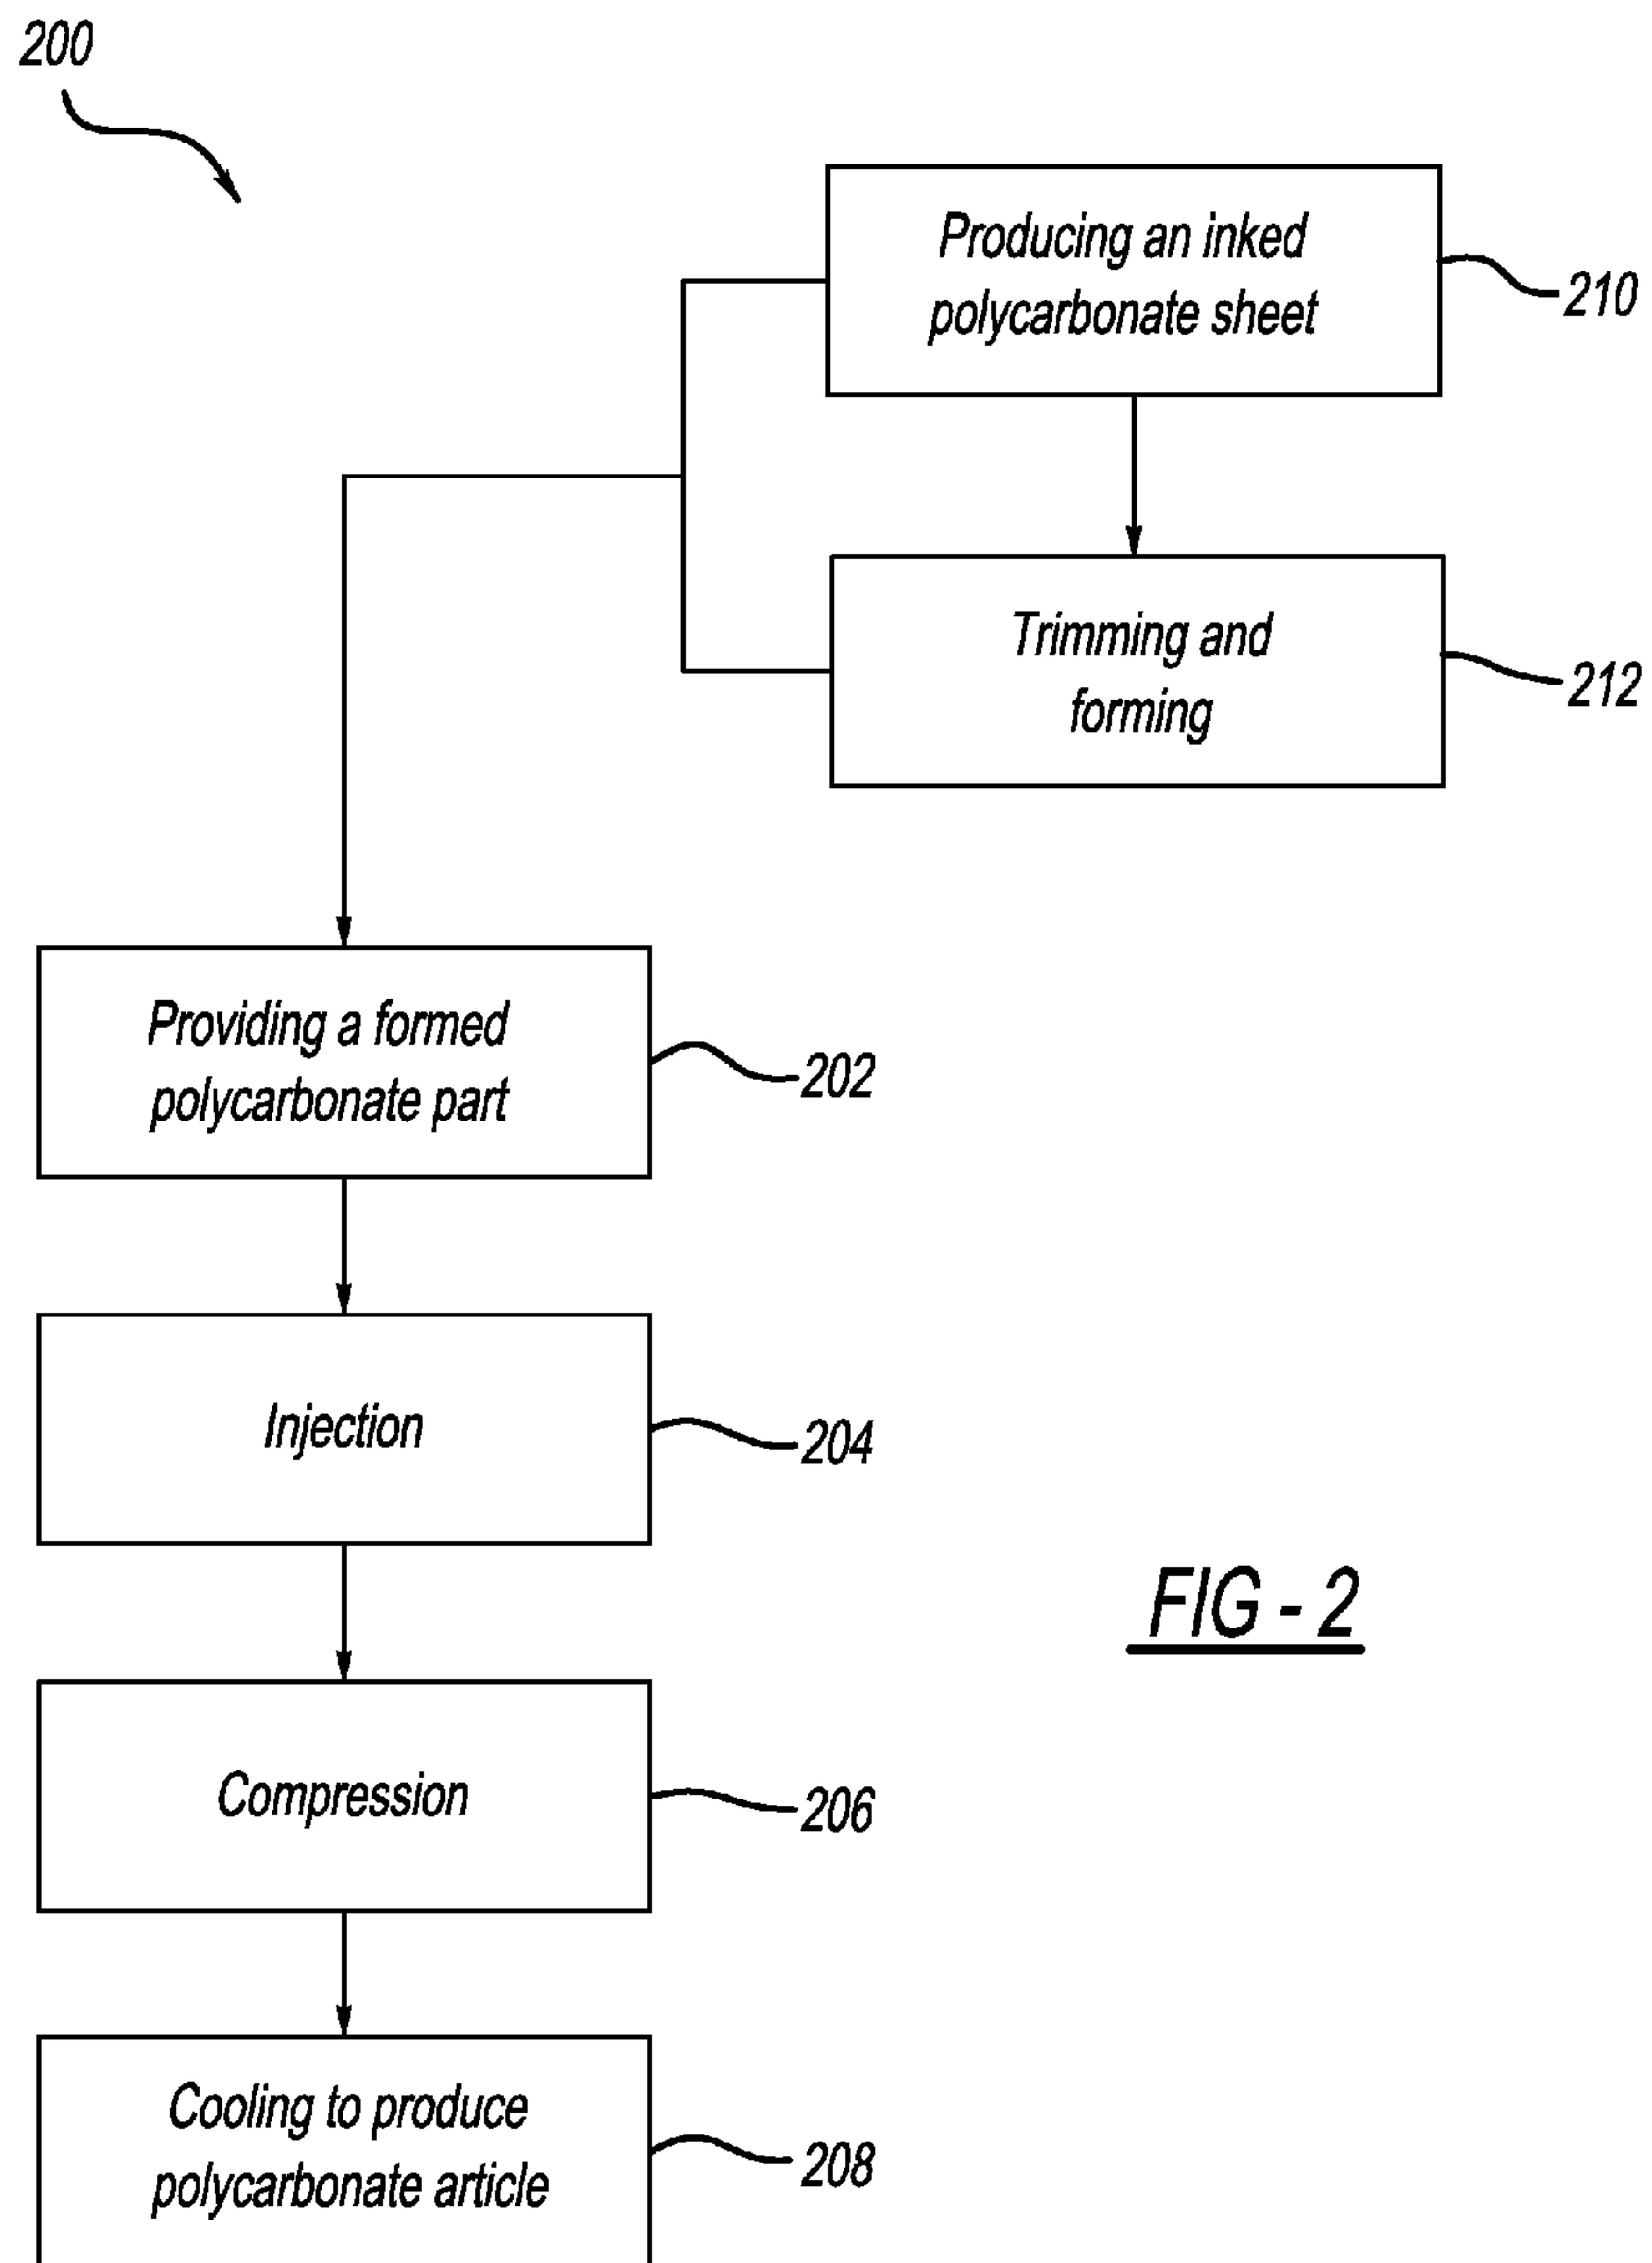 200
Producing an inked
polycarbonate sheet
210
Trimming and
forming
212
Providing a formed
polycarbonate part
202
Injection
204
FIG - 2
Compression
206
Cooling to produce
polycarbonate article
208